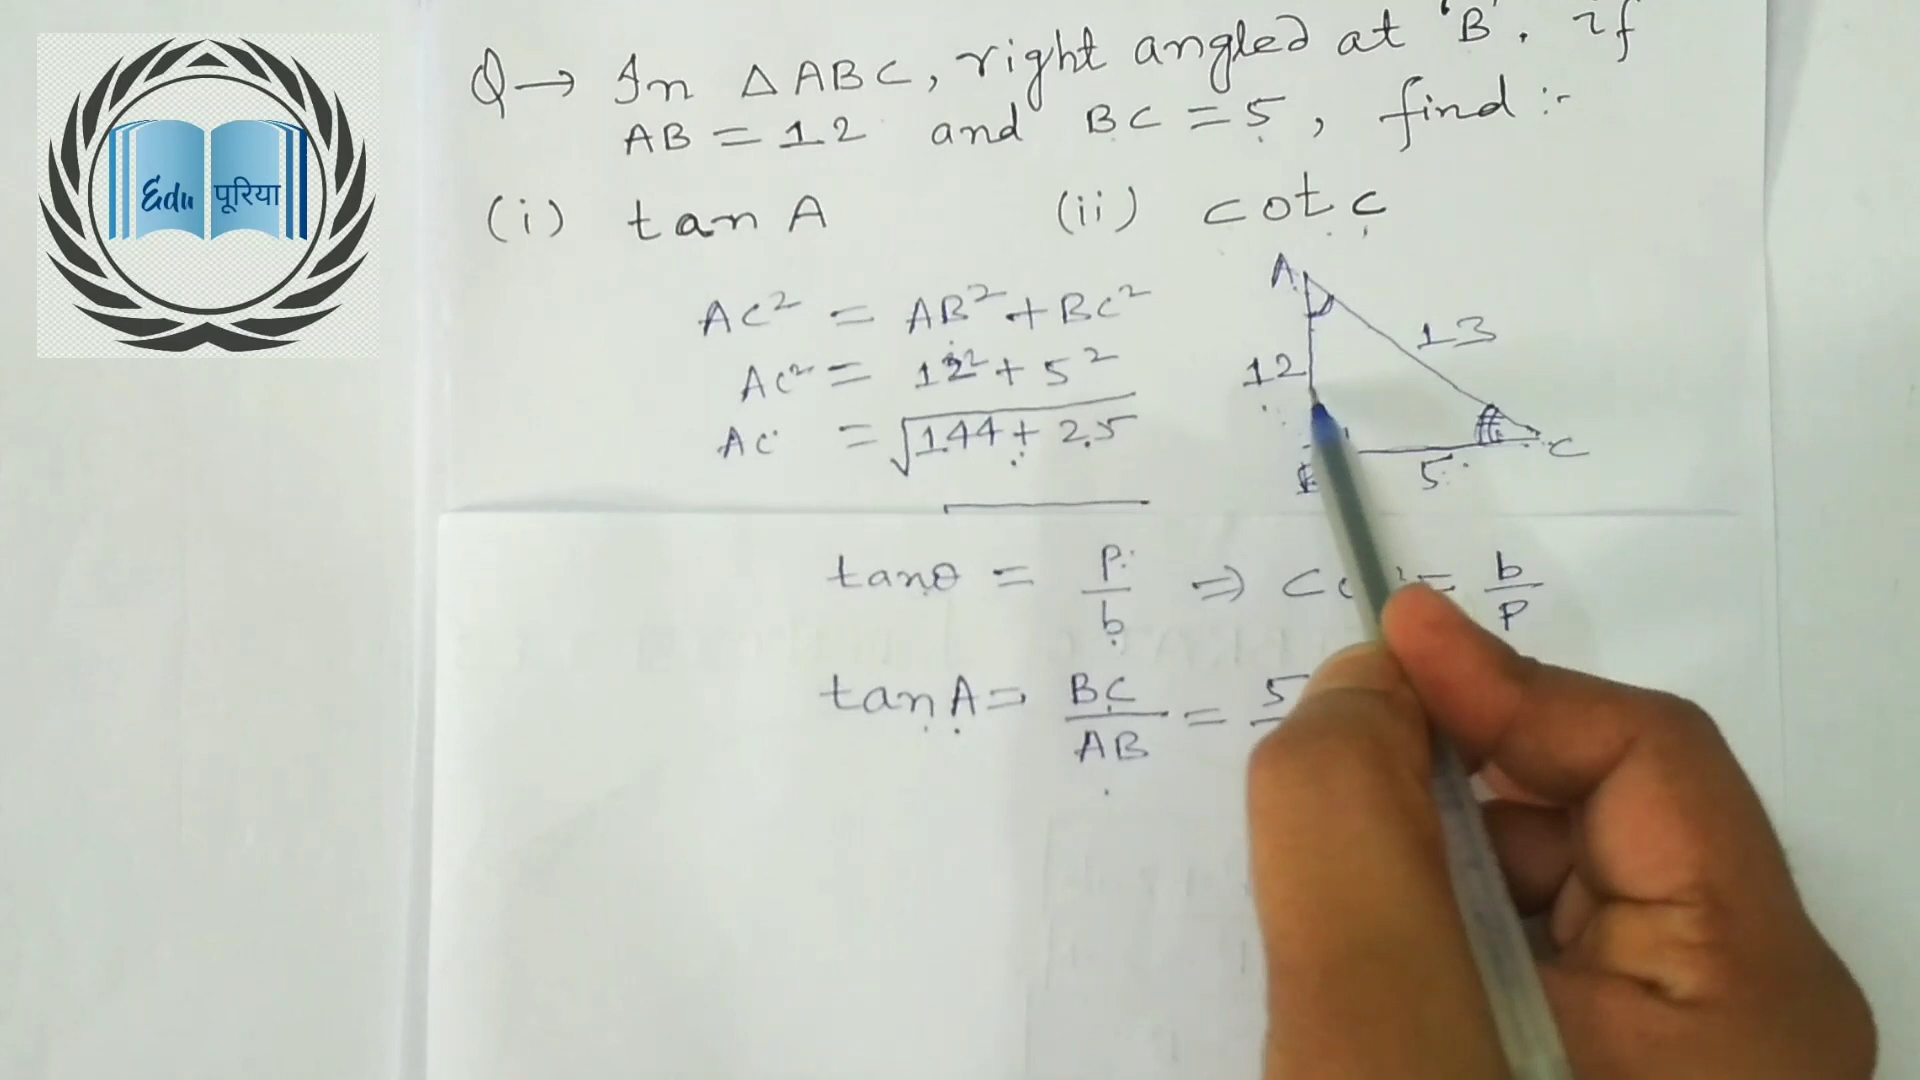 Edu पूरिया
Q → In △ABC, right angled at 'B'. if
AB = 12 and BC = 5, find :-
(i) tan A (ii) cot C
AC² = AB² + BC²
AC² = 12² + 5²
AC = √144 + 25
A
13
12
C
5
tanθ = p/b ⇒ = b/p
tan A = BC/AB = 5